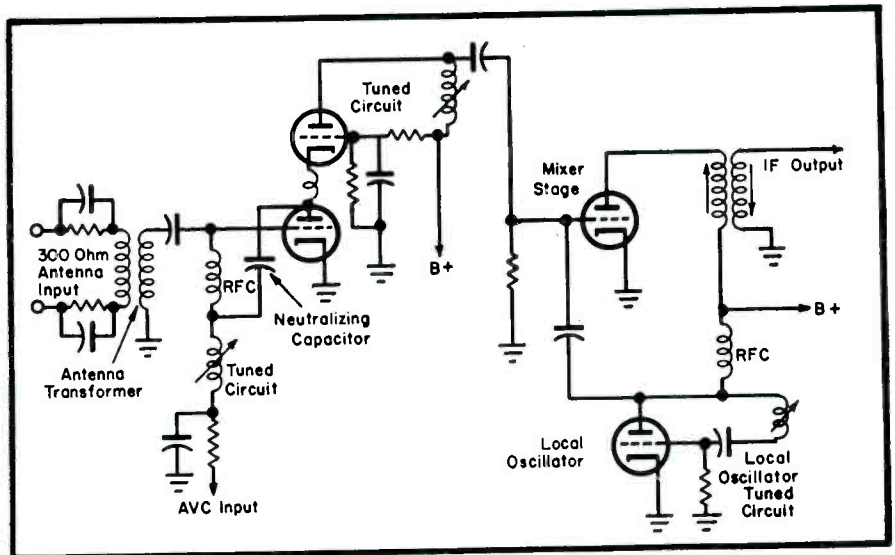 Tuned
Circuit
B+
Mixer
Stage
IF Output
300 Ohm
Antenna
Input
RFC
Neutralizing
Capacitor
B+
RFC
Antenna
Transformer
Tuned
Circuit
Local
Oscillator
Local
Oscillator
Tuned
Circuit
AVC Input